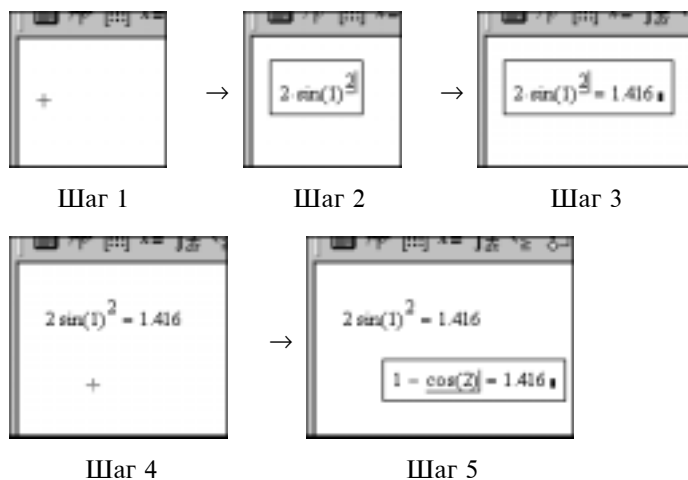 2·sin(1)^2
→
2·sin(1)^2 = 1.416
→
Шаг 1
Шаг 2
Шаг 3
2 sin(1)^2 = 1.416
→
2 sin(1)^2 = 1.416
1 − cos(2) = 1.416
Шаг 4
Шаг 5